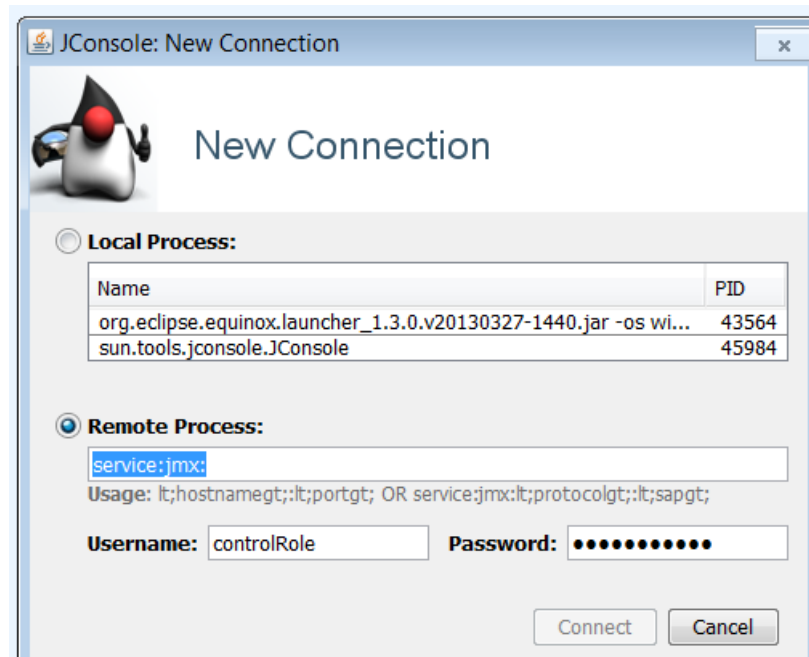 JConsole: New Connection
New Connection
Local Process:
Name PID
org.eclipse.equinox.launcher_1.3.0.v20130327-1440.jar -os wi... 43564
sun.tools.jconsole.JConsole 45984
Remote Process:
service:jmx:
Usage: lt;hostnamegt;:lt;portgt; OR service:jmx:lt;protocolgt;:lt;sapgt;
Username: controlRole Password: ●●●●●●●●●●●
Connect Cancel